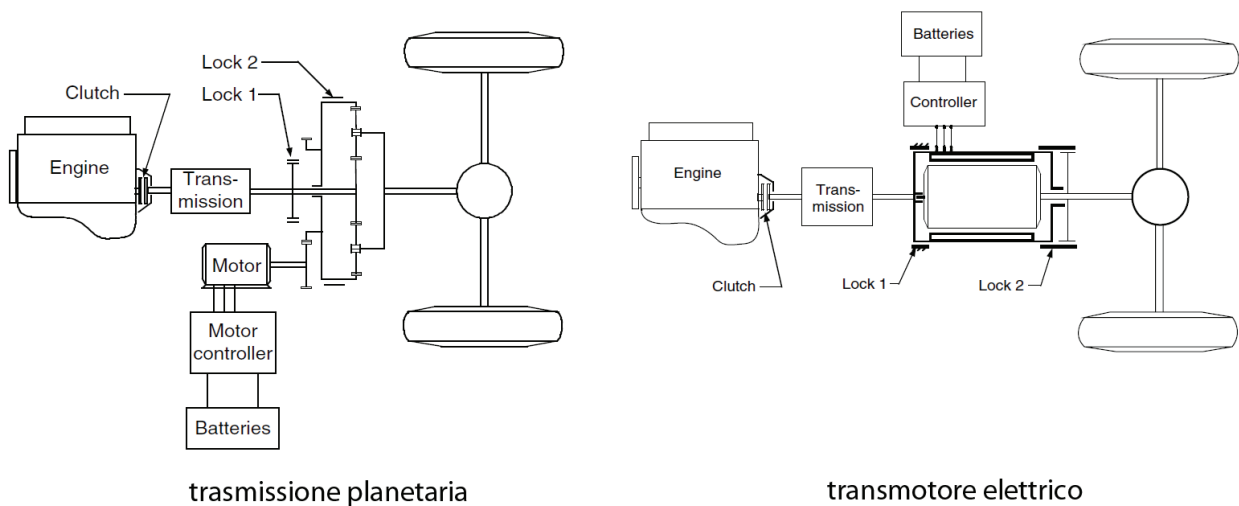 Lock 2
Lock 1
Clutch
Engine
Trans-
mission
Motor
Motor
controller
Batteries
trasmissione planetaria
Batteries
Controller
Engine
Trans-
mission
Clutch
Lock 1
Lock 2
transmotore elettrico